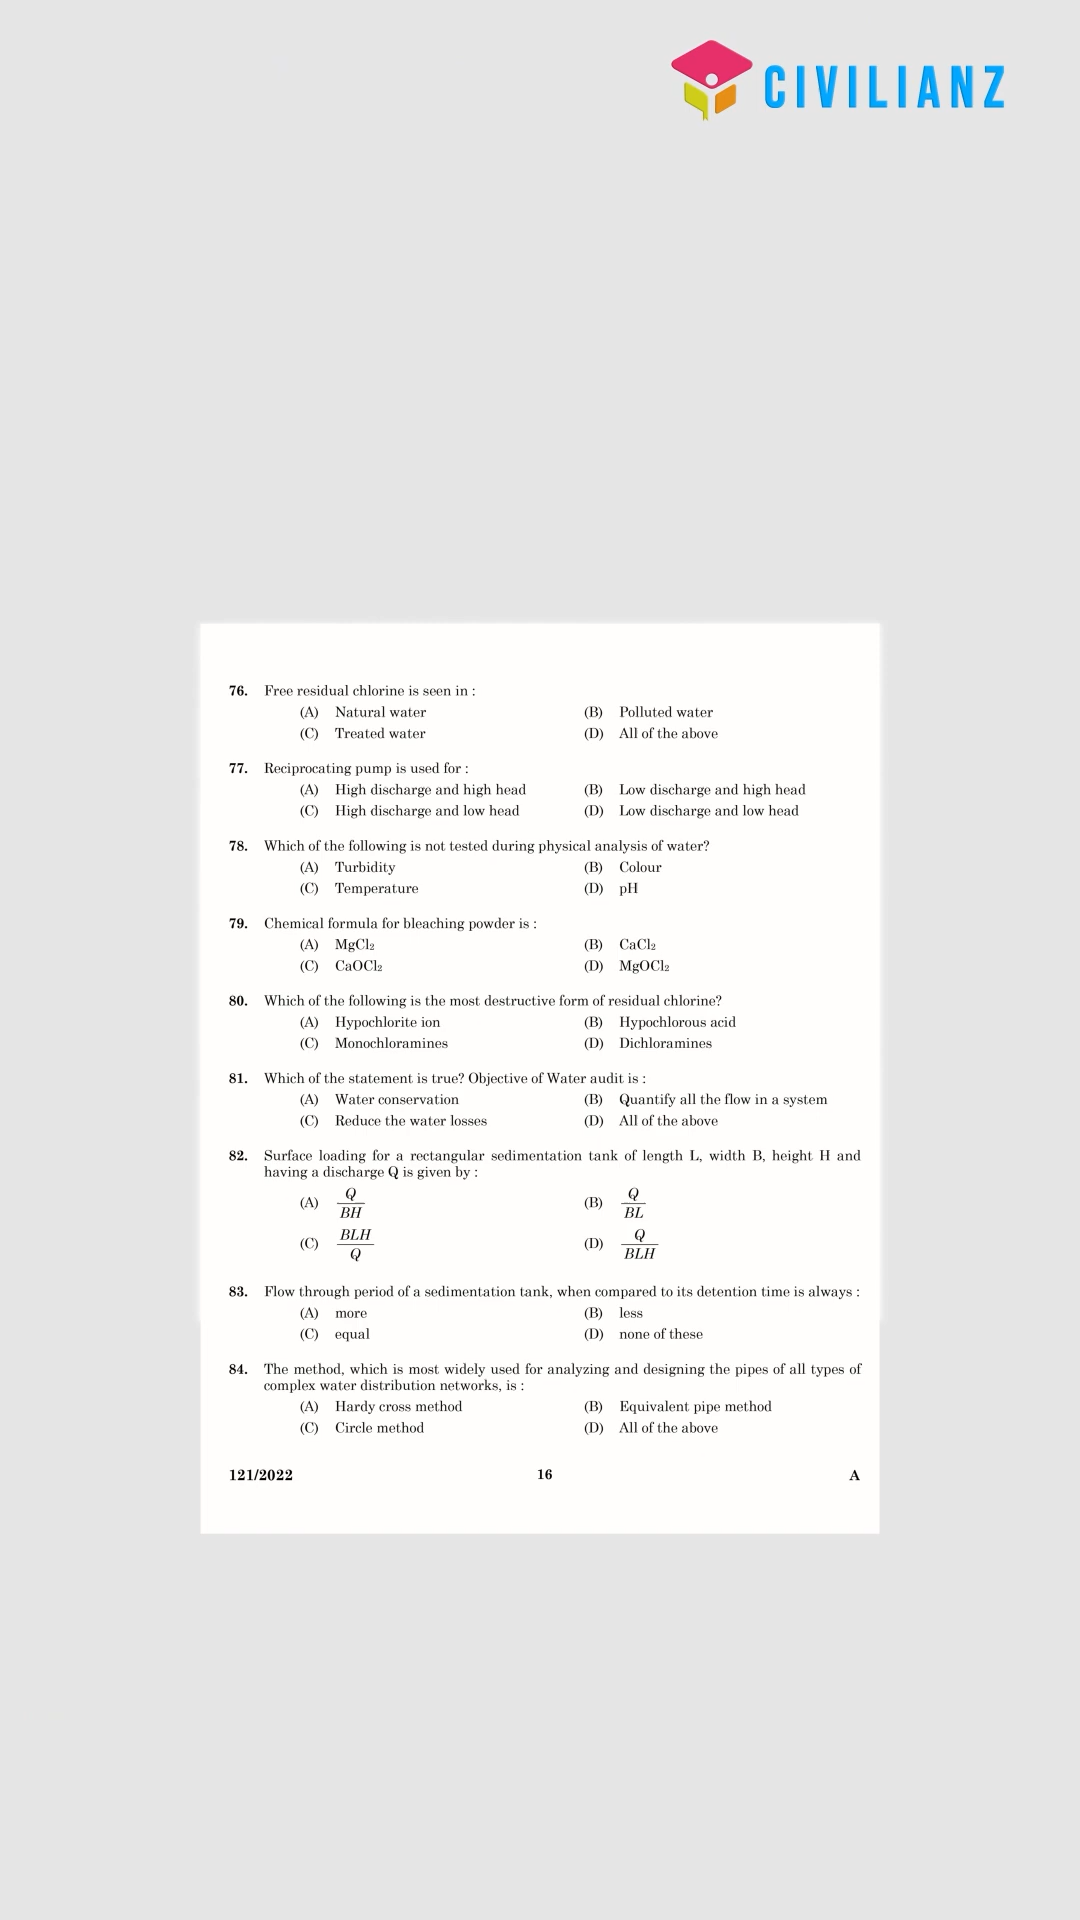 CIVILIANZ
76. Free residual chlorine is seen in :
(A) Natural water (B) Polluted water
(C) Treated water (D) All of the above
77. Reciprocating pump is used for :
(A) High discharge and high head (B) Low discharge and high head
(C) High discharge and low head (D) Low discharge and low head
78. Which of the following is not tested during physical analysis of water?
(A) Turbidity (B) Colour
(C) Temperature (D) pH
79. Chemical formula for bleaching powder is :
(A) MgCl₂ (B) CaCl₂
(C) CaOCl₂ (D) MgOCl₂
80. Which of the following is the most destructive form of residual chlorine?
(A) Hypochlorite ion (B) Hypochlorous acid
(C) Monochloramines (D) Dichloramines
81. Which of the statement is true? Objective of Water audit is :
(A) Water conservation (B) Quantify all the flow in a system
(C) Reduce the water losses (D) All of the above
82. Surface loading for a rectangular sedimentation tank of length L, width B, height H and
having a discharge Q is given by :
(A) Q/BH (B) Q/BL
(C) BLH/Q (D) Q/BLH
83. Flow through period of a sedimentation tank, when compared to its detention time is always :
(A) more (B) less
(C) equal (D) none of these
84. The method, which is most widely used for analyzing and designing the pipes of all types of
complex water distribution networks, is :
(A) Hardy cross method (B) Equivalent pipe method
(C) Circle method (D) All of the above
121/2022 16 A